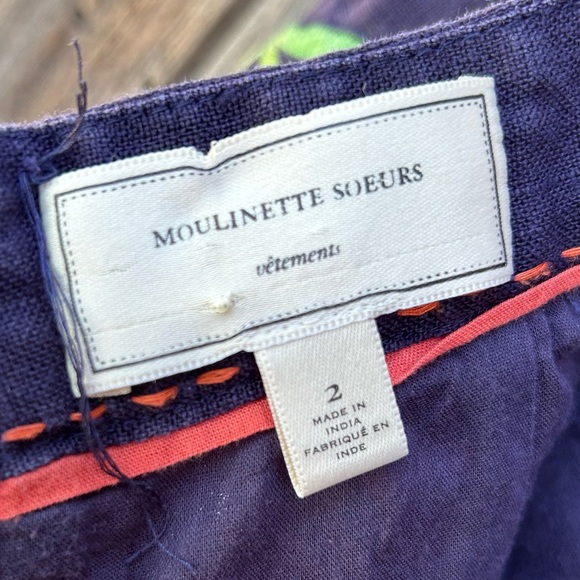 MOULINETTE SOEURS
vêtements
2
MADE IN
INDIA
FABRIQUÉ EN
INDE